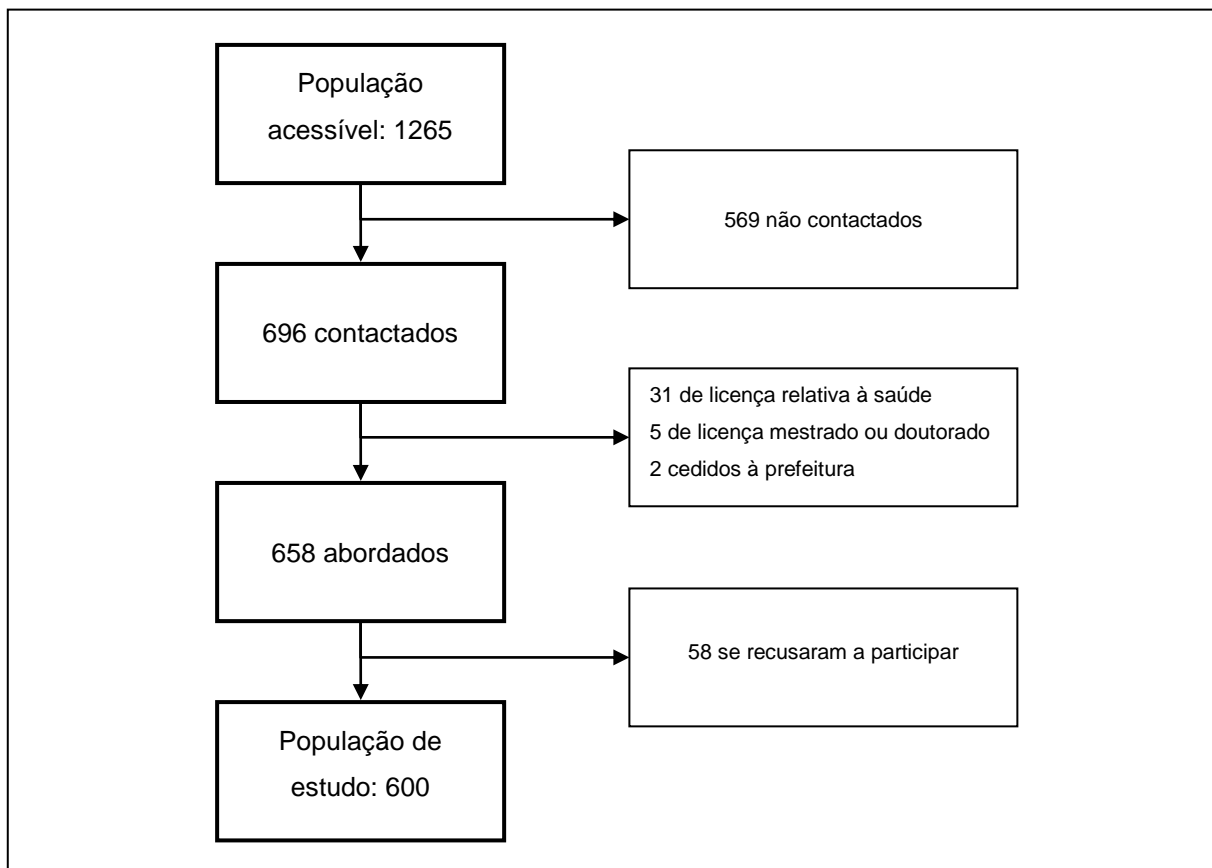 População
acessível: 1265
569 não contactados
696 contactados
31 de licença relativa à saúde
5 de licença mestrado ou doutorado
2 cedidos à prefeitura
658 abordados
58 se recusaram a participar
População de
estudo: 600